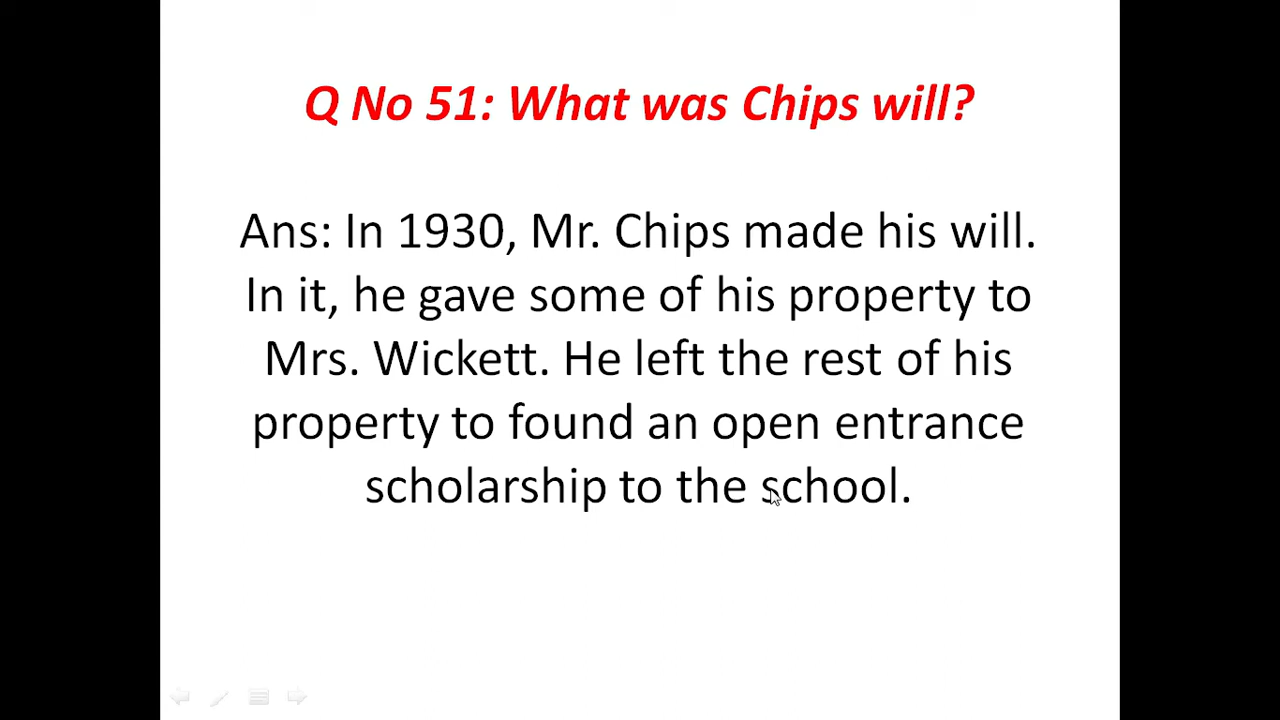 Q No 51: What was Chips will?
Ans: In 1930, Mr. Chips made his will.
In it, he gave some of his property to
Mrs. Wickett. He left the rest of his
property to found an open entrance
scholarship to the school.